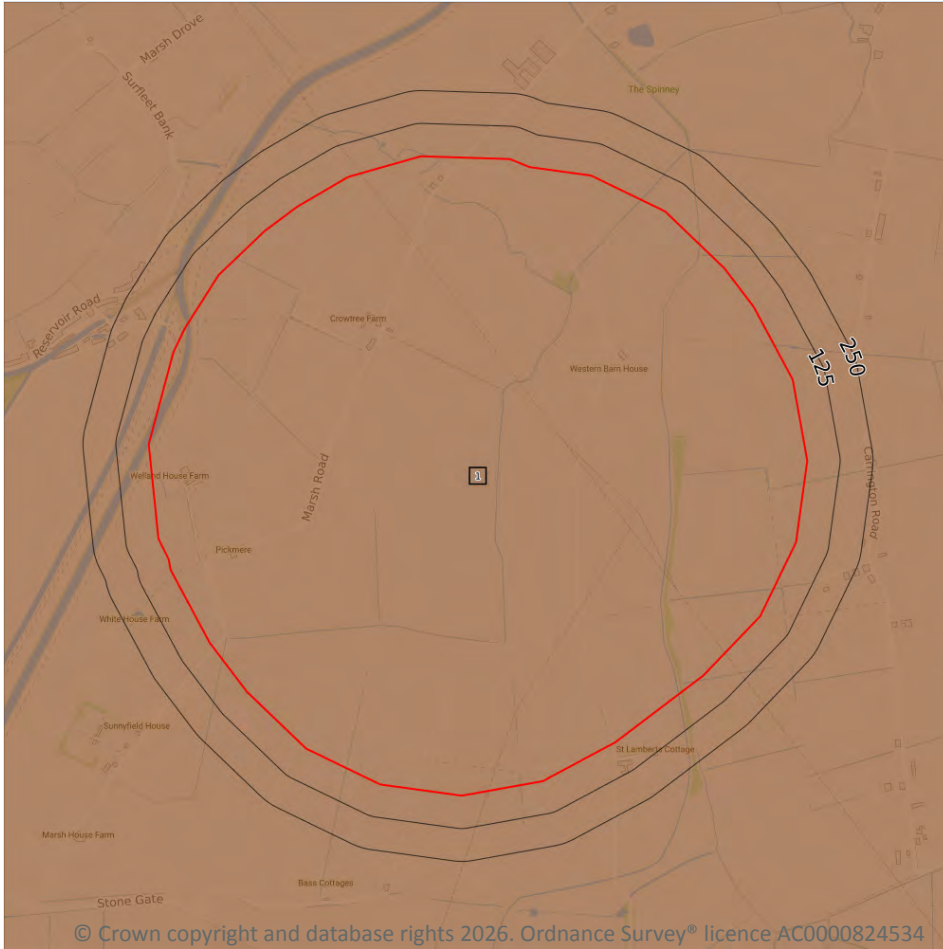 Marsh Drove
Surfleet Bank
The Spinney
Reservoir Road
Crowtree Farm
Western Barn House
250
125
Welland House Farm
1
Marsh Road
Carrington Road
Pickmere
White House Farm
Sunnyfield House
St Lamberts Cottage
Marsh House Farm
Bass Cottages
Stone Gate
© Crown copyright and database rights 2026. Ordnance Survey® licence AC0000824534